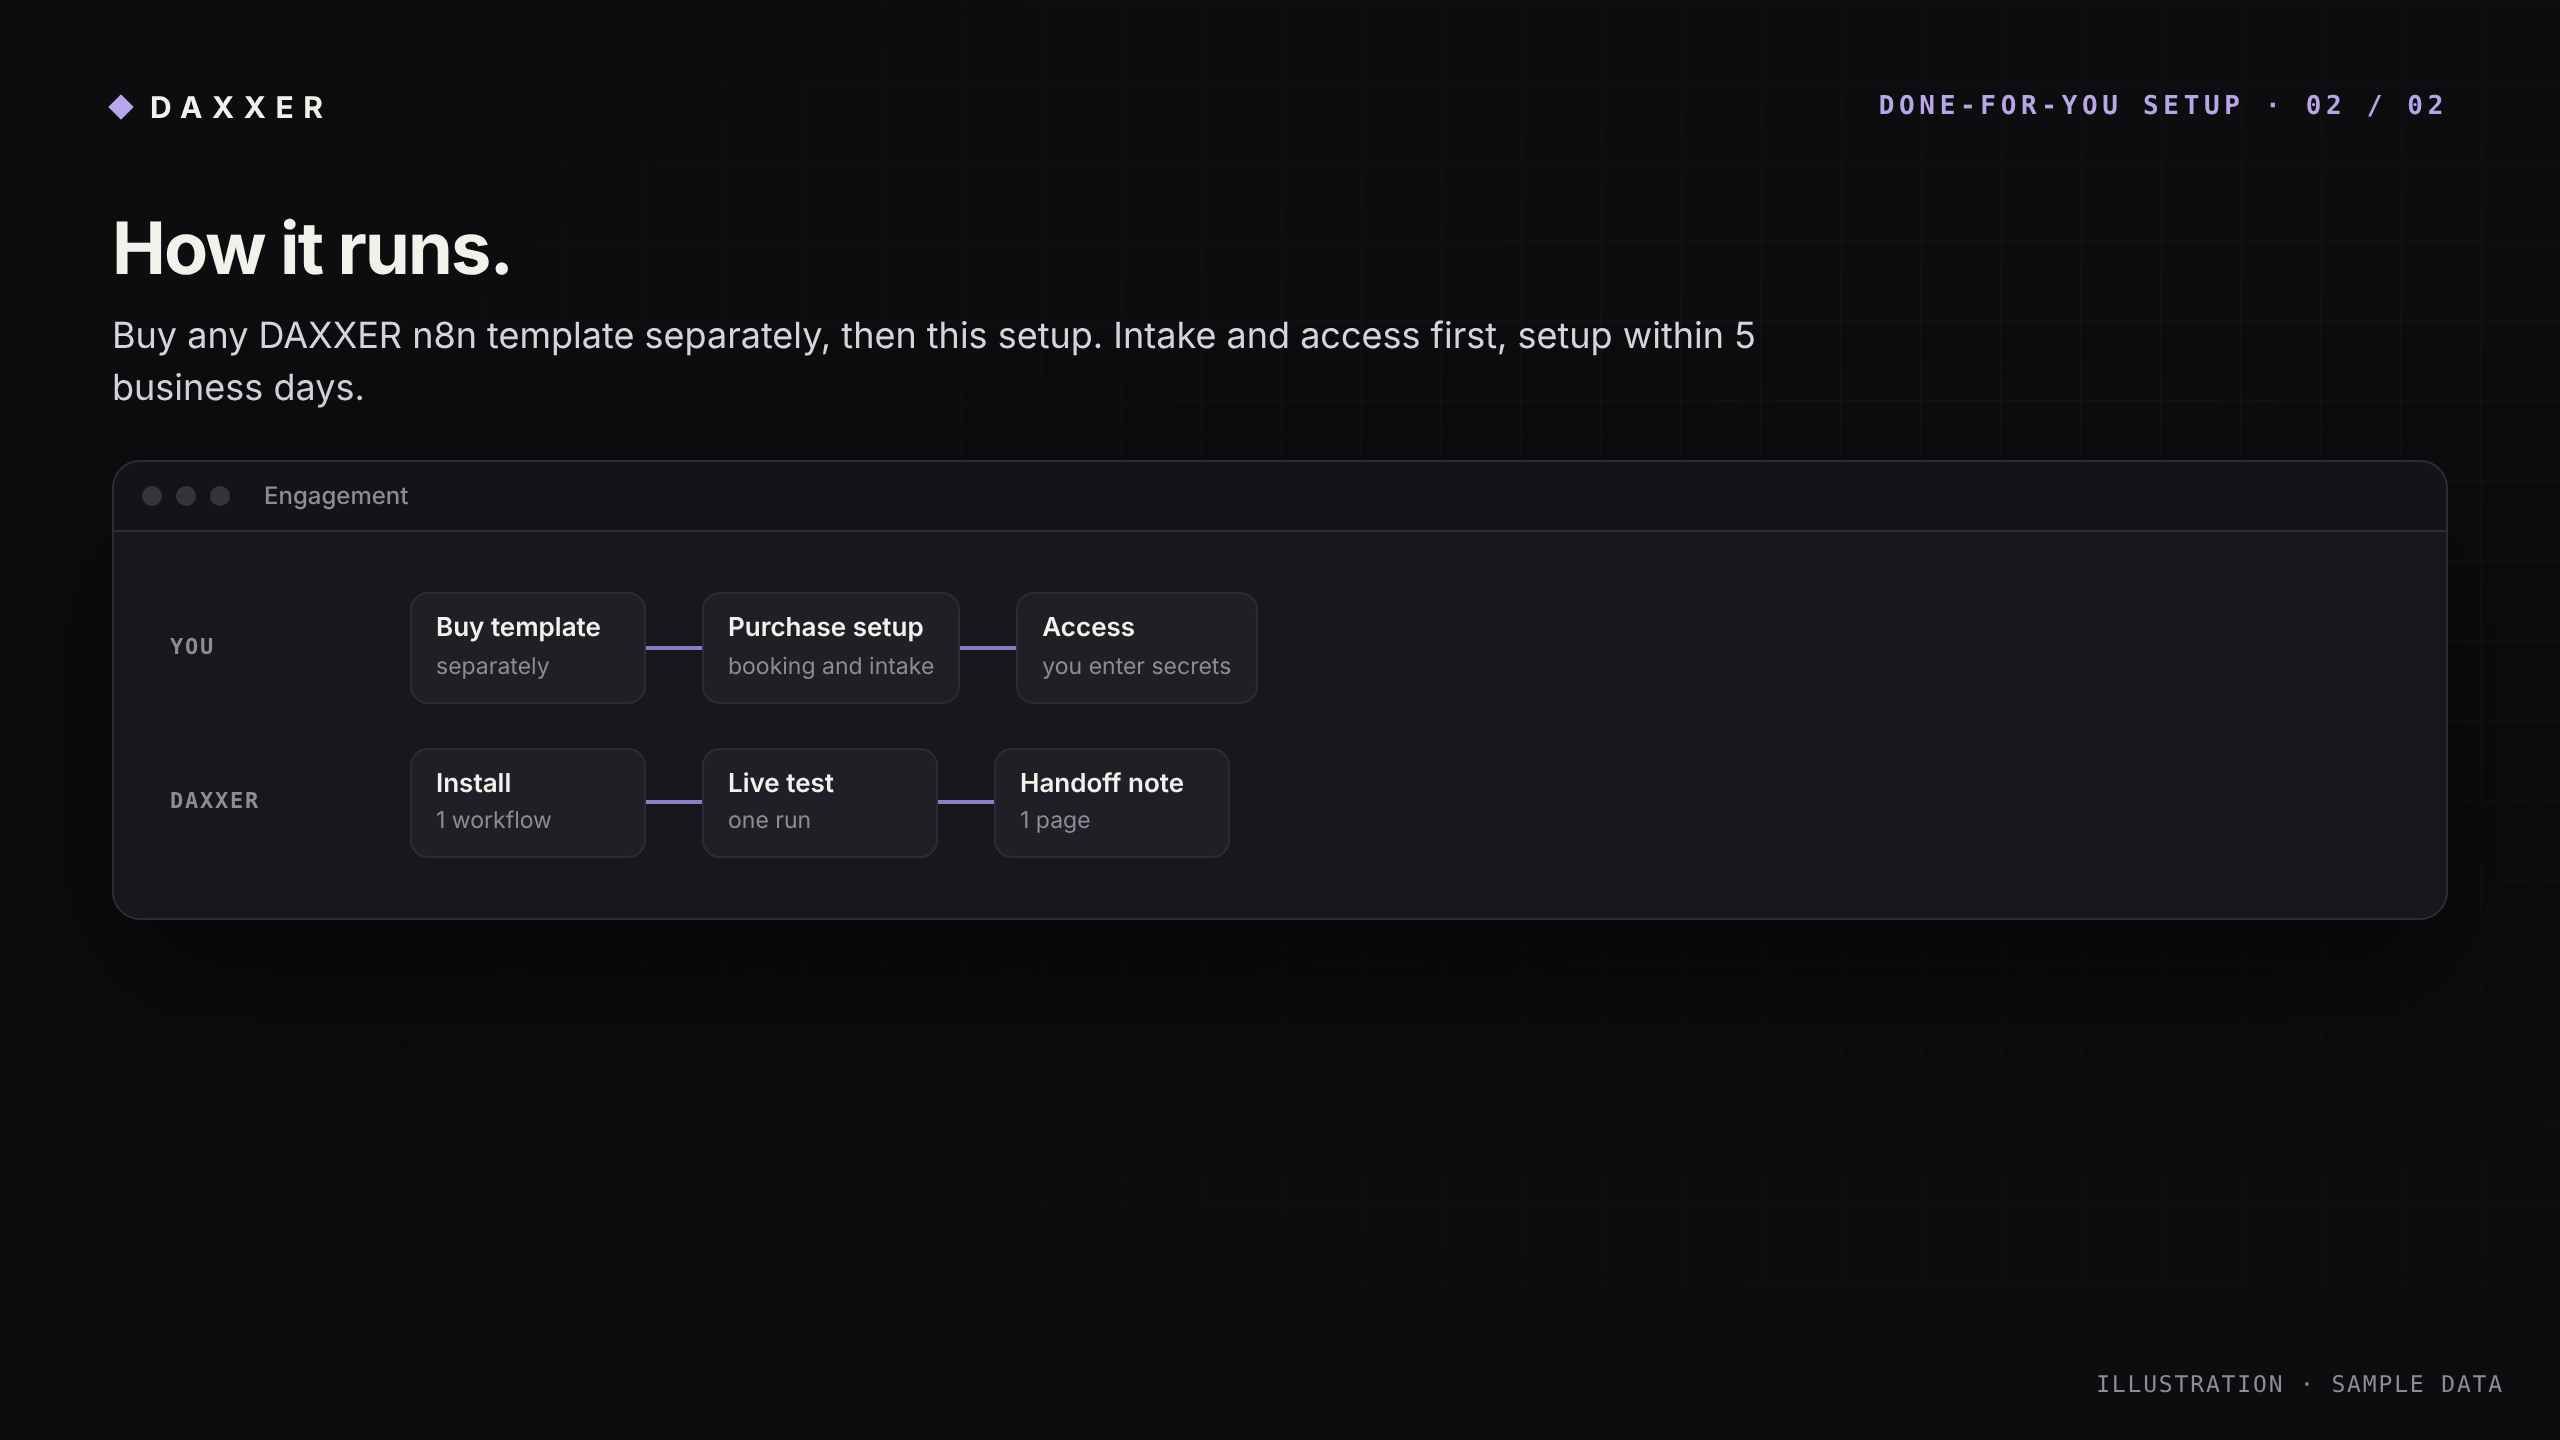 DAXXER
DONE-FOR-YOU SETUP · 02 / 02
How it runs.
Buy any DAXXER n8n template separately, then this setup. Intake and access first, setup within 5
business days.
Engagement
YOU
Buy template
separately
Purchase setup
booking and intake
Access
you enter secrets
DAXXER
Install
1 workflow
Live test
one run
Handoff note
1 page
ILLUSTRATION · SAMPLE DATA